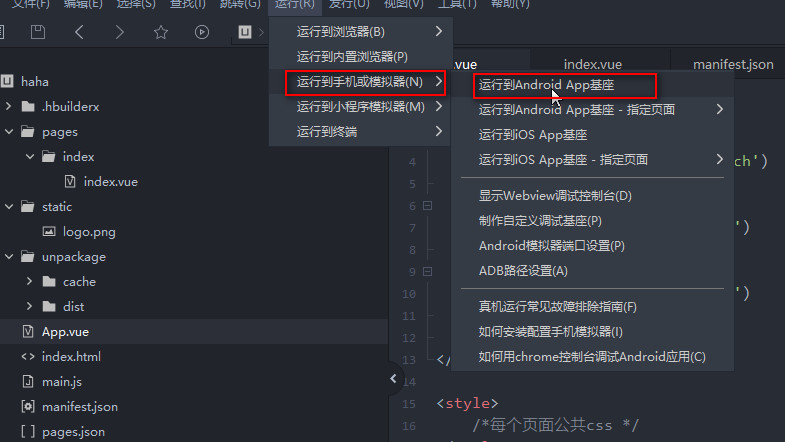 文件(F) 编辑(E) 选择(S) 查找(I) 跳转(G) 运行(R) 发行(U) 视图(V) 工具(T) 帮助(Y)
U
运行到浏览器(B)
运行到内置浏览器(P)
运行到手机或模拟器(N)
运行到小程序模拟器(M)
运行到终端
.vue
index.vue
manifest.json
运行到Android App基座
运行到Android App基座 - 指定页面
运行到iOS App基座
运行到iOS App基座 - 指定页面
显示Webview调试控制台(D)
制作自定义调试基座(P)
Android模拟器端口设置(P)
ADB路径设置(A)
真机运行常见故障排除指南(F)
如何安装配置手机模拟器(I)
如何用chrome控制台调试Android应用(C)
U haha
.hbuilderx
pages
index
index.vue
static
logo.png
unpackage
cache
dist
App.vue
index.html
main.js
manifest.json
pages.json
4 ch')
5
6
7 ')
8
9
10 ')
11
12
13 </
14
15 <style>
16 /*每个页面公共css */